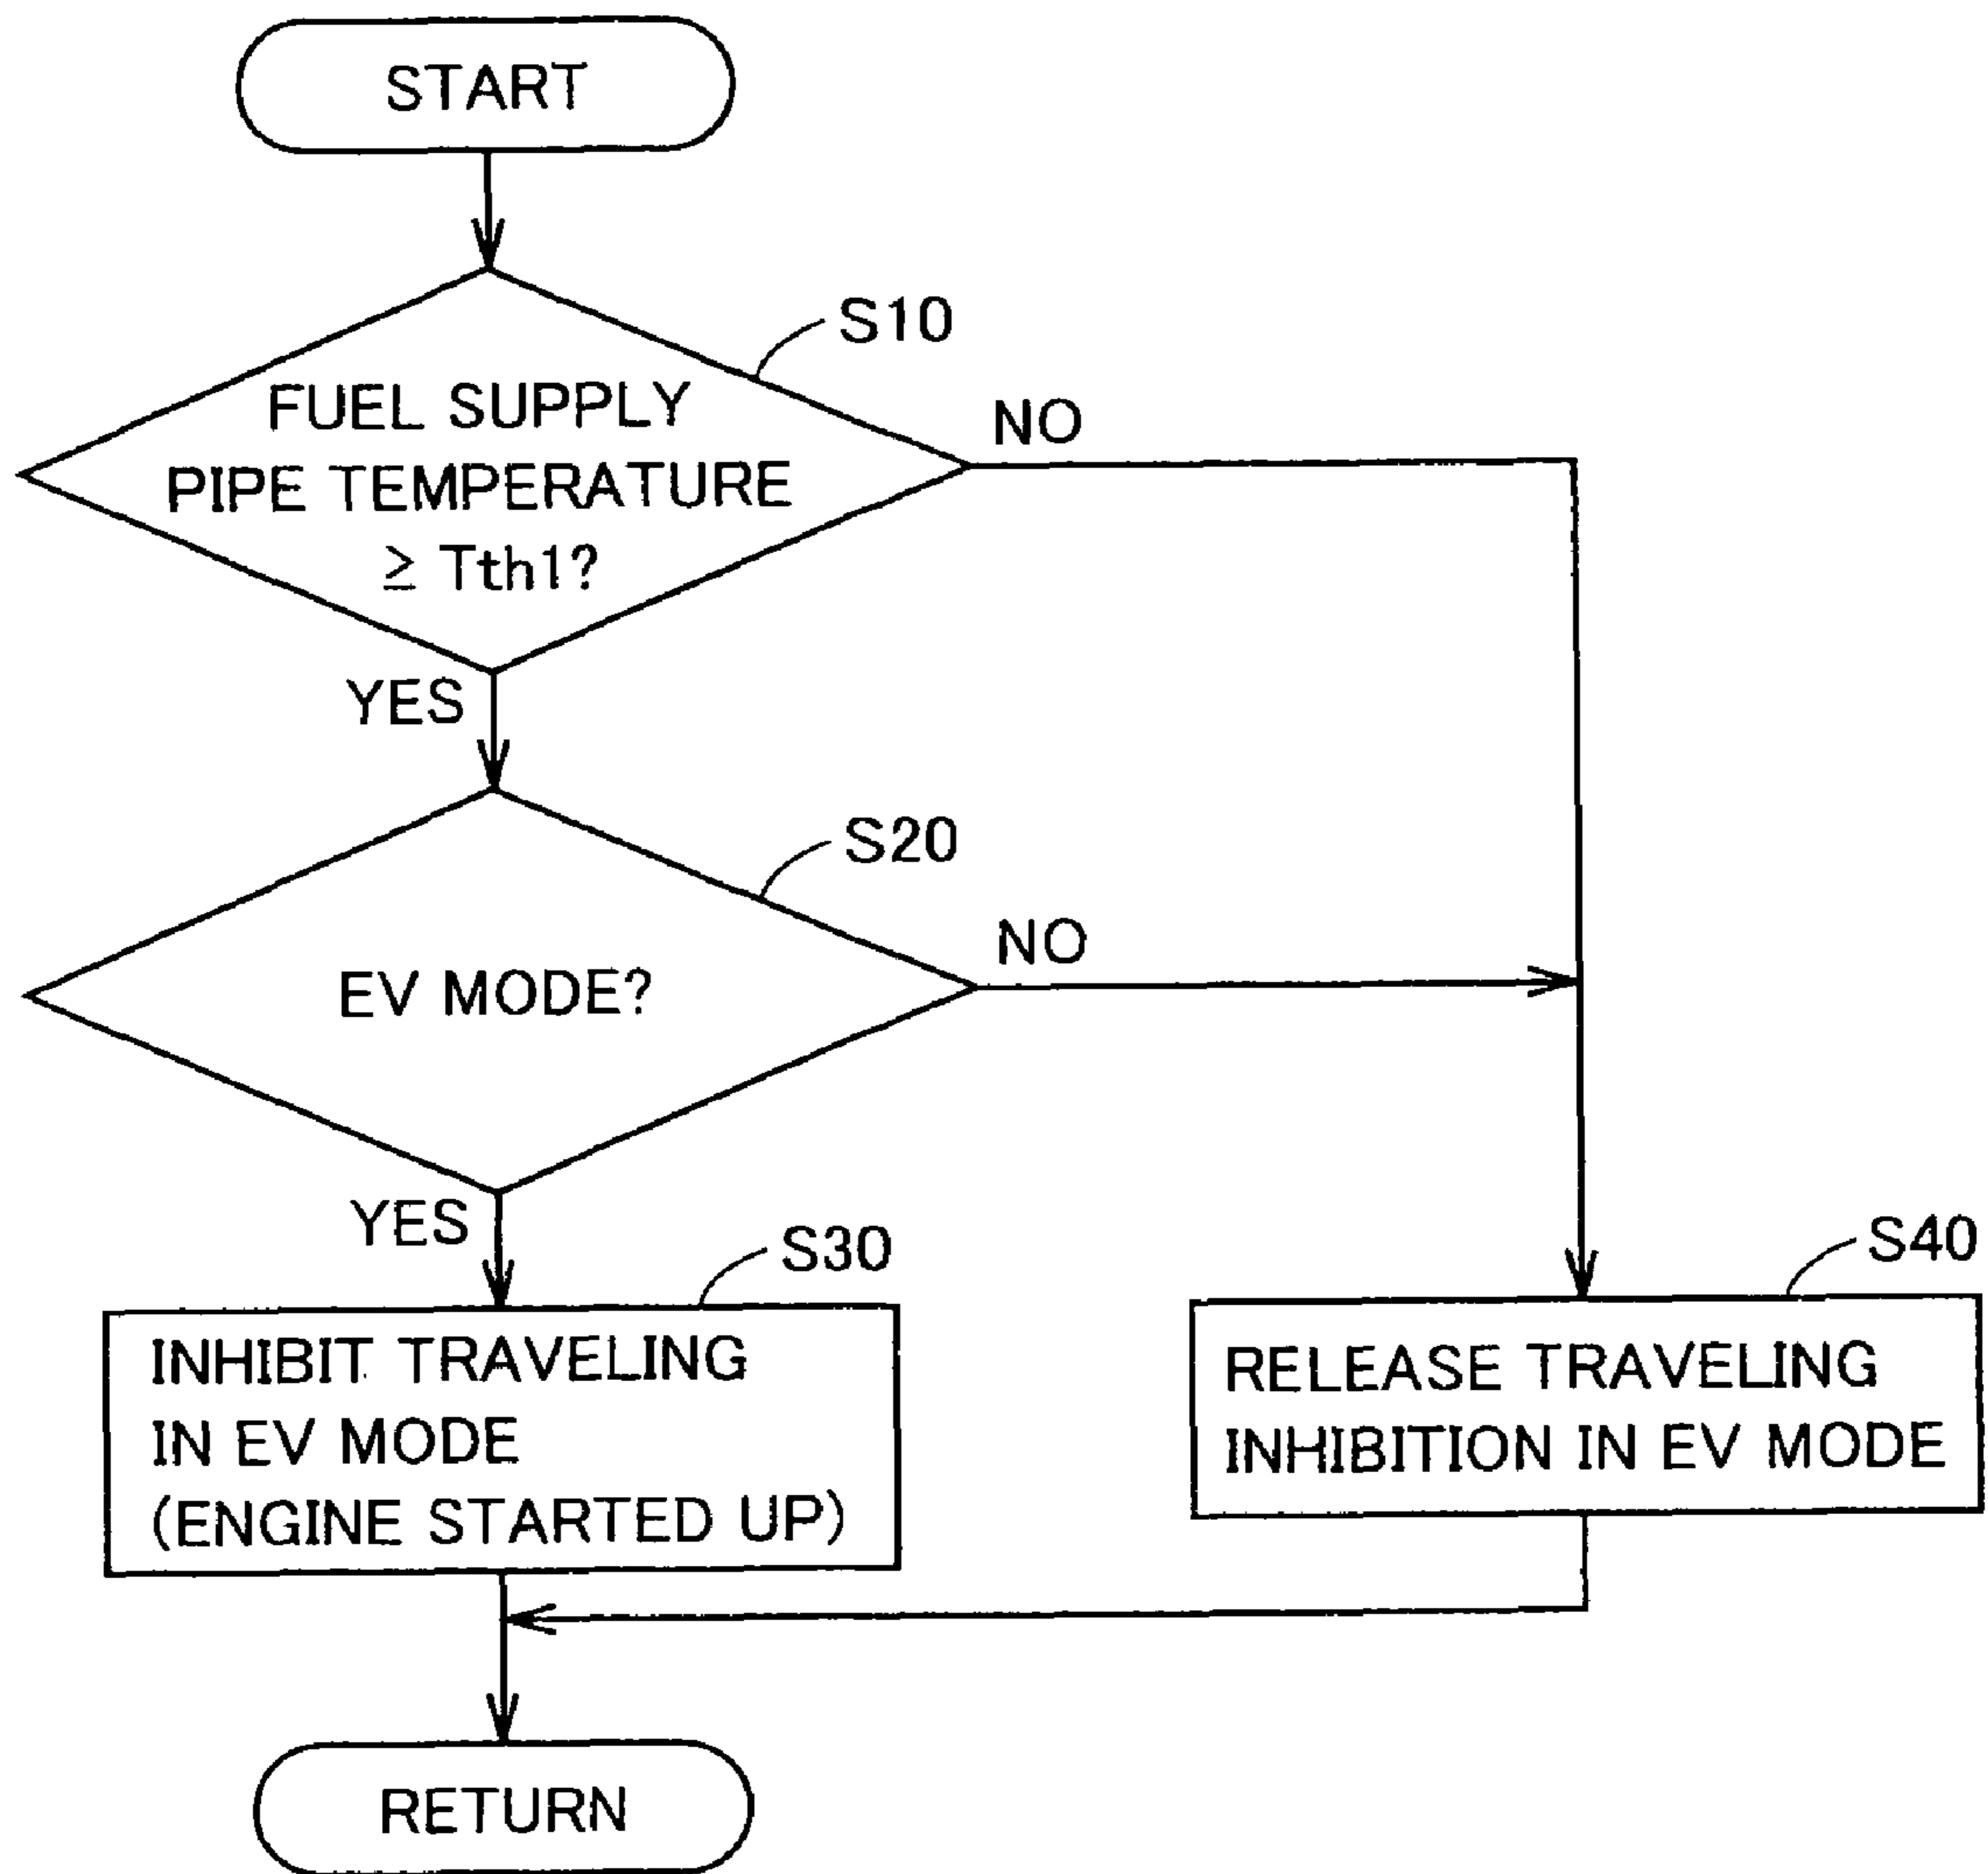 START
S10
FUEL SUPPLY
PIPE TEMPERATURE
≥ Tth1?
NO
YES
S20
EV MODE?
NO
YES
S30
INHIBIT TRAVELING
IN EV MODE
(ENGINE STARTED UP)
S40
RELEASE TRAVELING
INHIBITION IN EV MODE
RETURN